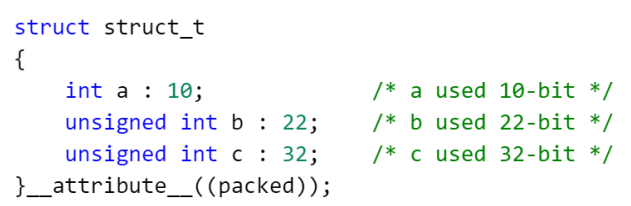 struct struct_t
{
    int a : 10;             /* a used 10-bit */
    unsigned int b : 22;    /* b used 22-bit */
    unsigned int c : 32;    /* c used 32-bit */
}__attribute__((packed));